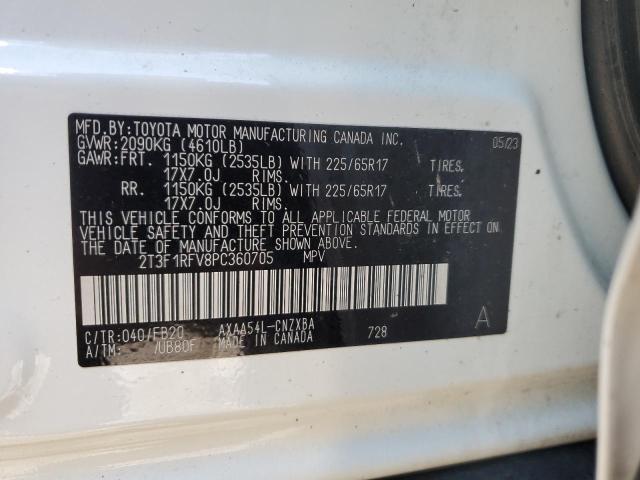 MFD.BY:TOYOTA MOTOR MANUFACTURING CANADA INC. 05/23
GVWR:2090KG (4610LB)
GAWR:FRT. 1150KG (2535LB) WITH 225/65R17 TIRES.
17X7.0J RIMS.
RR. 1150KG (2535LB) WITH 225/65R17 TIRES.
17X7.0J RIMS.
THIS VEHICLE CONFORMS TO ALL APPLICABLE FEDERAL MOTOR
VEHICLE SAFETY AND THEFT PREVENTION STANDARDS IN EFFECT ON
THE DATE OF MANUFACTURE SHOWN ABOVE.
2T3F1RFV8PC360705 MPV
C/TR:040/FB20 AXAA54L-CNZXBA 728 A
A/TM: /UB80F MADE IN CANADA